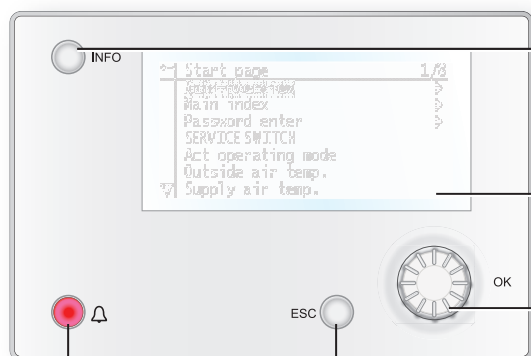 INFO
Start page 1/8
Main index
Password enter
SERVICE SWITCH
Act operating mode
Outside air temp.
Supply air temp.
OK
ESC